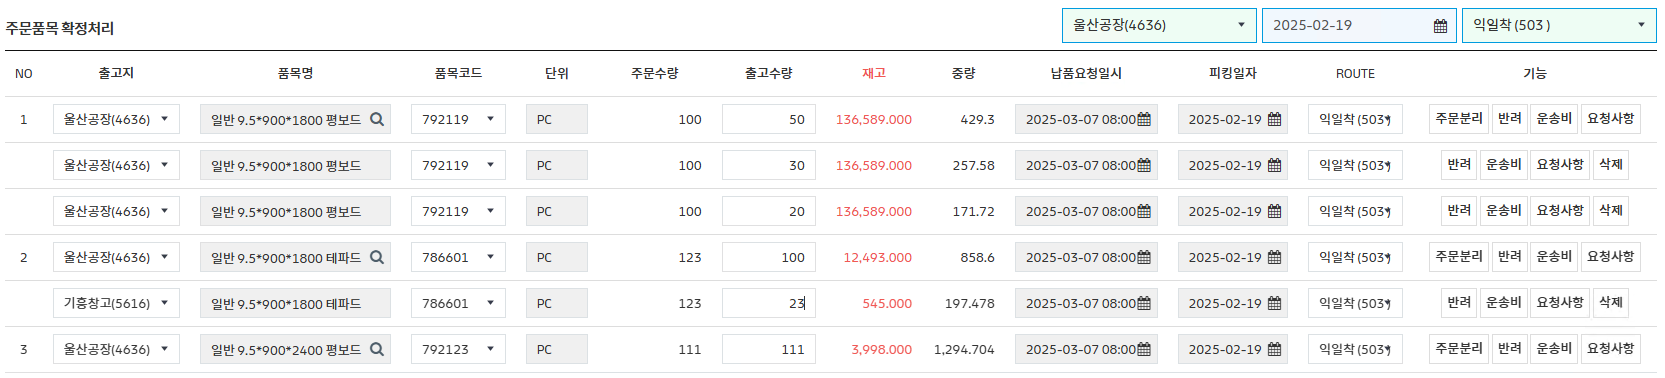 주문품목 확정처리
울산공장(4636) 2025-02-19 익일착 (503 )
NO 출고지 품목명 품목코드 단위 주문수량 출고수량 재고 중량 납품요청일시 피킹일자 ROUTE 기능
1 울산공장(4636) 일반 9.5*900*1800 평보드 792119 PC 100 50 136,589.000 429.3 2025-03-07 08:00 2025-02-19 익일착 (503 ) 주문분리 반려 운송비 요청사항
울산공장(4636) 일반 9.5*900*1800 평보드 792119 PC 100 30 136,589.000 257.58 2025-03-07 08:00 2025-02-19 익일착 (503 ) 반려 운송비 요청사항 삭제
울산공장(4636) 일반 9.5*900*1800 평보드 792119 PC 100 20 136,589.000 171.72 2025-03-07 08:00 2025-02-19 익일착 (503 ) 반려 운송비 요청사항 삭제
2 울산공장(4636) 일반 9.5*900*1800 테파드 786601 PC 123 100 12,493.000 858.6 2025-03-07 08:00 2025-02-19 익일착 (503 ) 주문분리 반려 운송비 요청사항
기흥창고(5616) 일반 9.5*900*1800 테파드 786601 PC 123 23 545.000 197.478 2025-03-07 08:00 2025-02-19 익일착 (503 ) 반려 운송비 요청사항 삭제
3 울산공장(4636) 일반 9.5*900*2400 평보드 792123 PC 111 111 3,998.000 1,294.704 2025-03-07 08:00 2025-02-19 익일착 (503 ) 주문분리 반려 운송비 요청사항